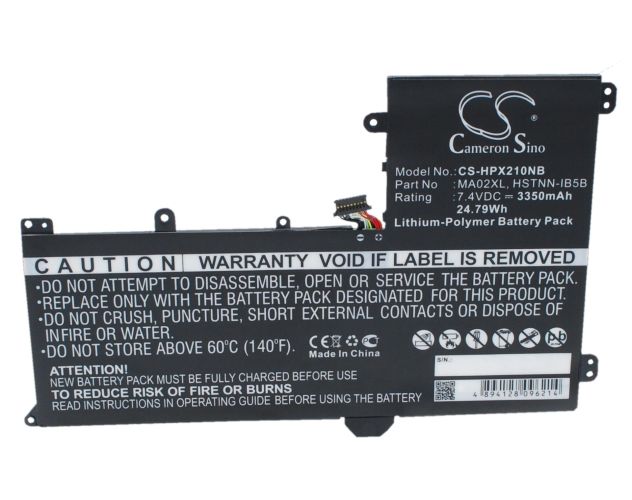 CS
Cameron Sino
Model No.: CS-HPX210NB
Part No : MA02XL, HSTNN-IB5B
Rating: 7.4VDC ⎓ 3350mAh
24.79Wh
Lithium-Polymer Battery Pack
CAUTION WARRANTY VOID IF LABEL IS REMOVED
•DO NOT ATTEMPT TO DISASSEMBLE, OPEN OR SERVICE THE BATTERY PACK.
•REPLACE ONLY WITH THE BATTERY PACK DESIGNATED FOR THIS PRODUCT.
•DO NOT CRUSH, PUNCTURE, SHORT EXTERNAL CONTACTS OR DISPOSE OF
IN FIRE OR WATER.
•DO NOT STORE ABOVE 60°C (140°F).
CE Made In China
ATTENTION!
NEW BATTERY PACK MUST BE FULLY CHARGED BEFORE USE
TO REDUCE RISK OF FIRE OR BURNS
READ INSTRUCTIONS BEFORE USING THE BATTERY
S/N:
4 894128 096214